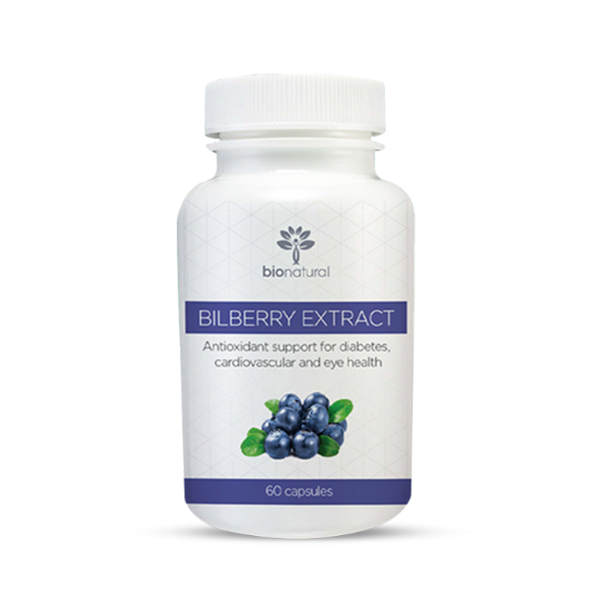 bionatural
BILBERRY EXTRACT
Antioxidant support for diabetes,
cardiovascular and eye health
60 capsules